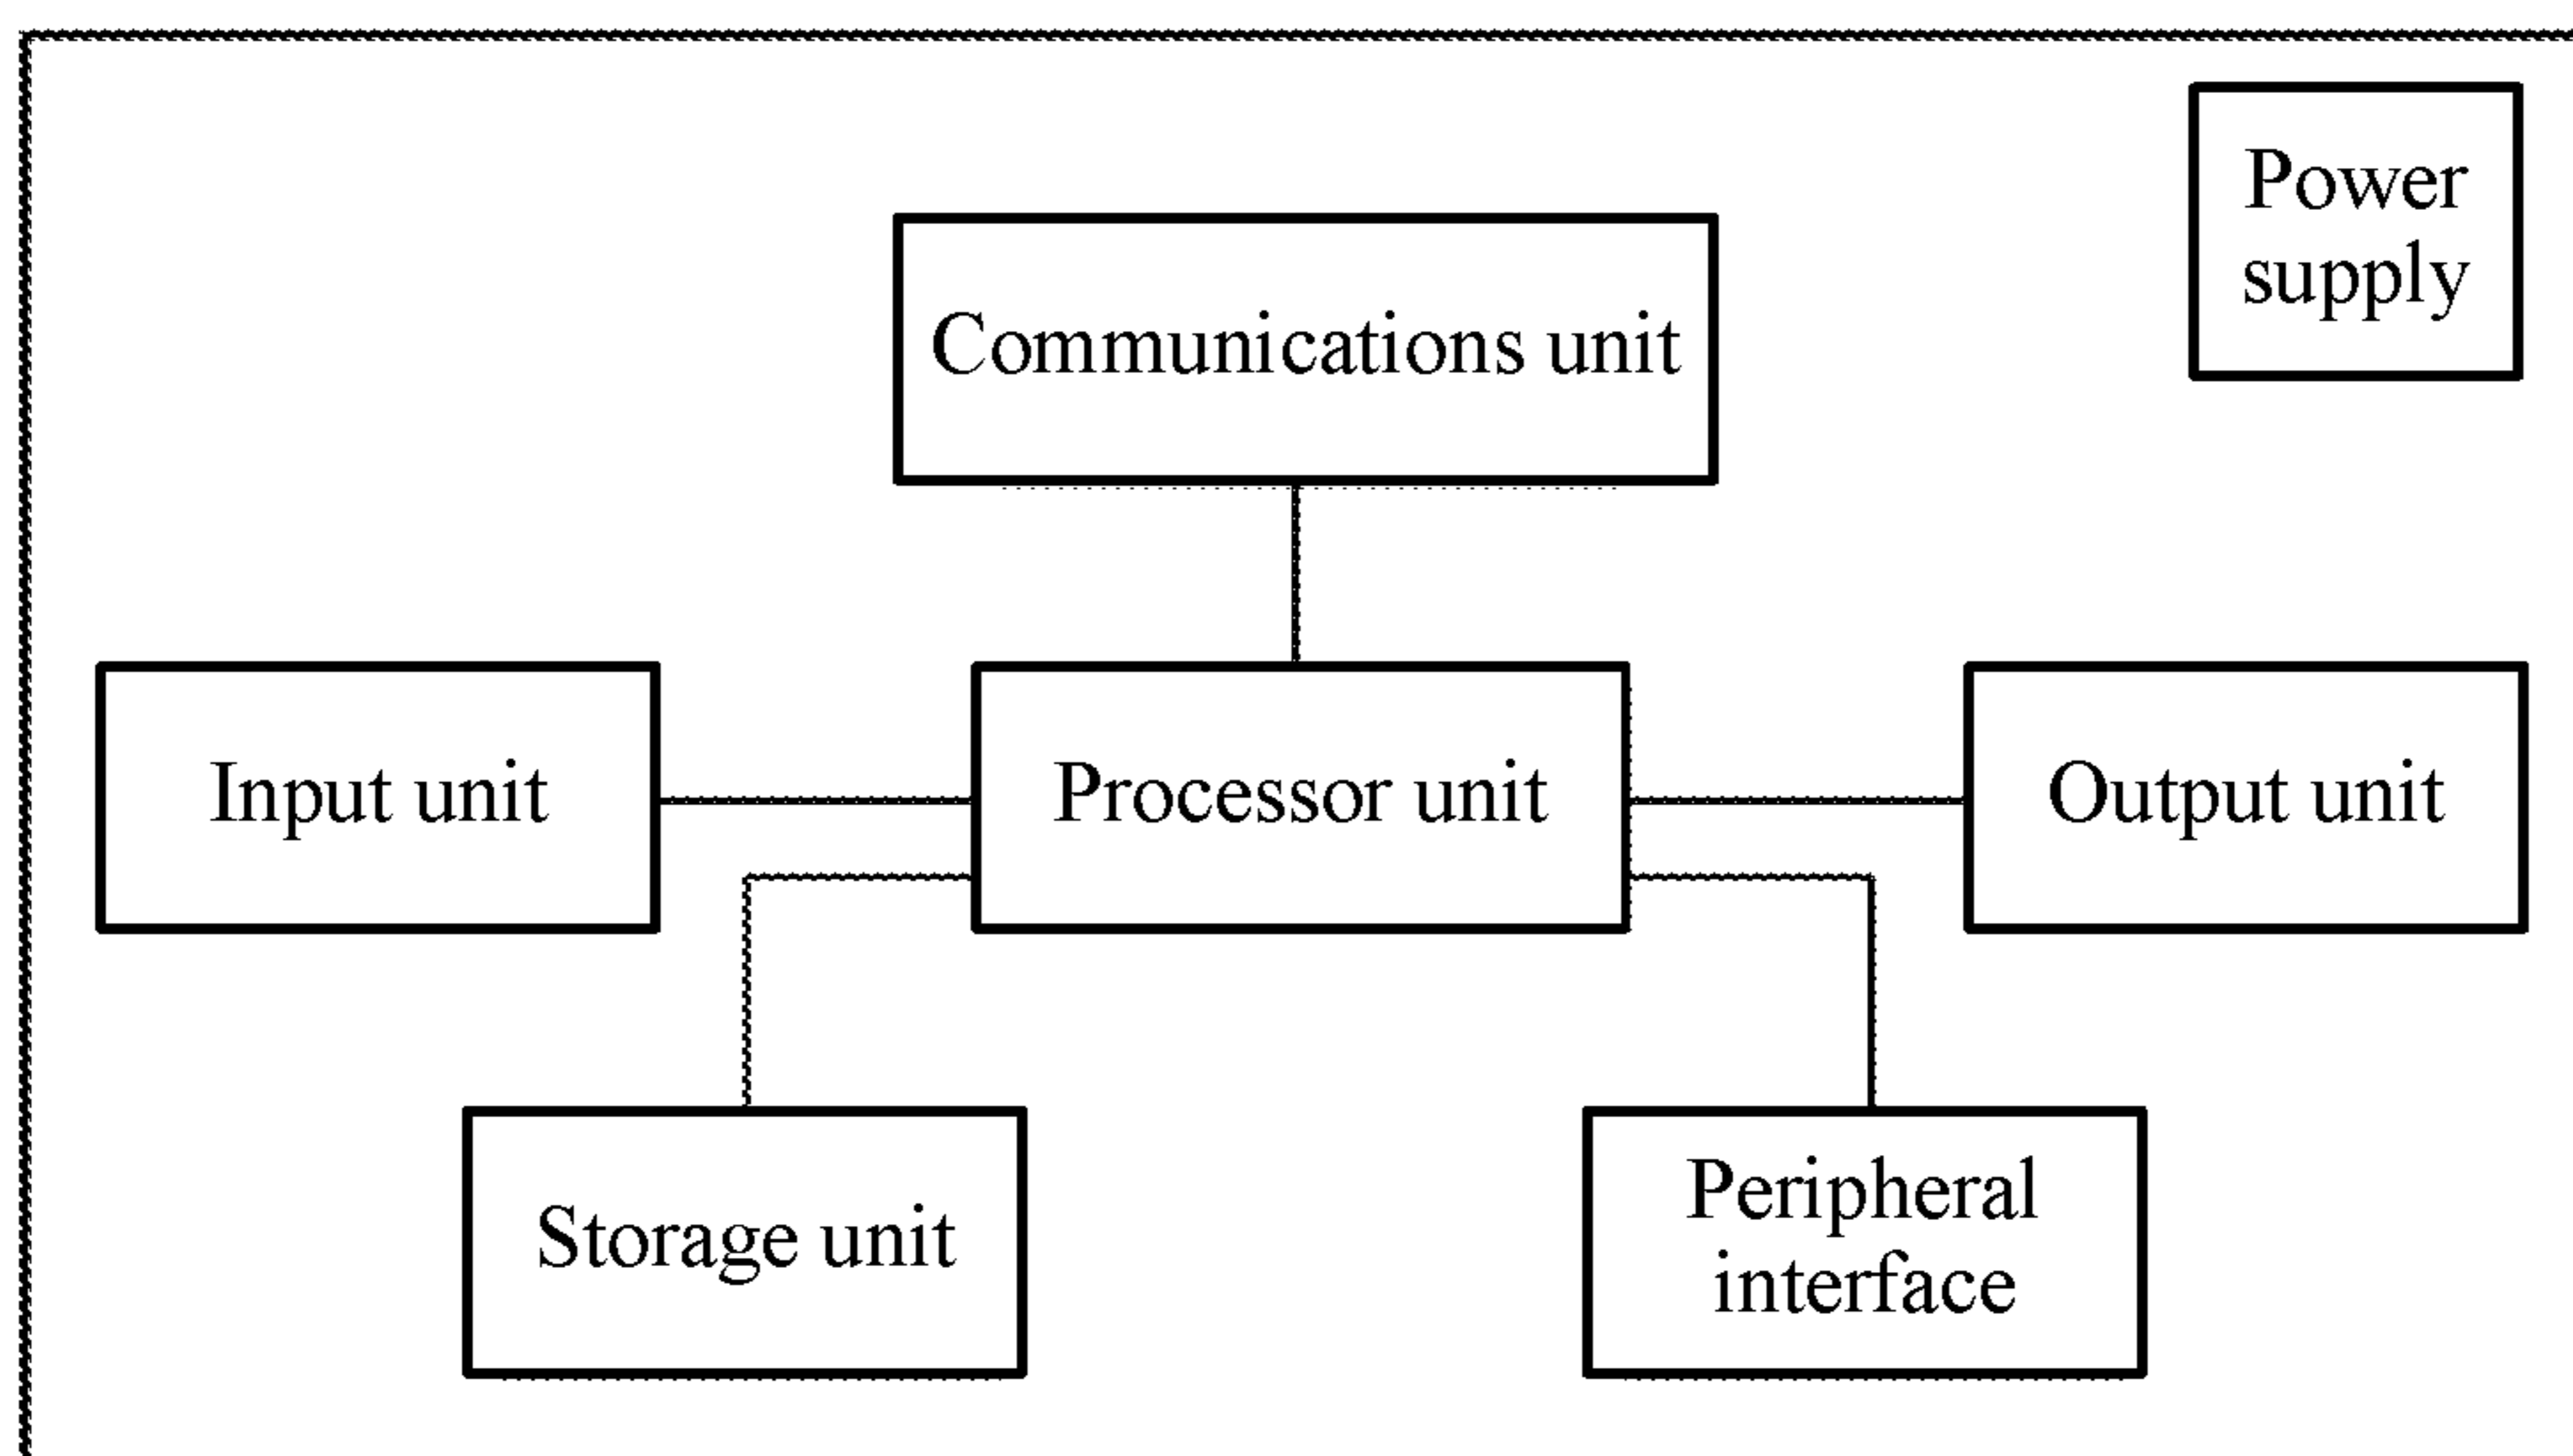 Power
supply
Communications unit
Input unit
Processor unit
Output unit
Storage unit
Peripheral
interface